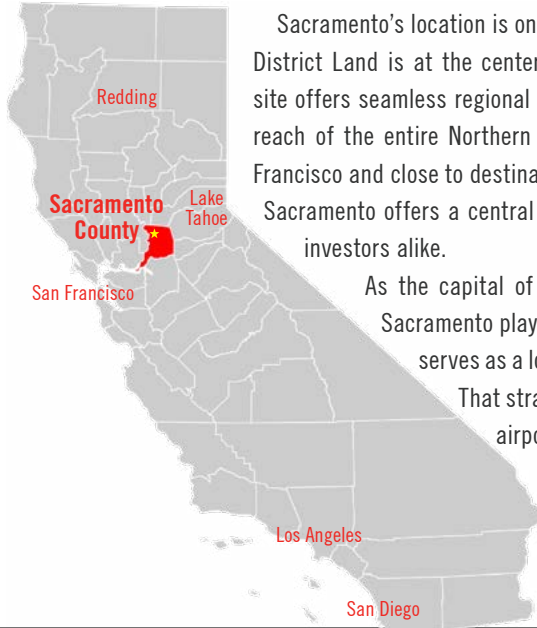 Sacramento’s location is on
District Land is at the center
site offers seamless regional
reach of the entire Northern
Francisco and close to destina
Sacramento offers a central
investors alike.
As the capital of
Sacramento play
serves as a lo
That stra
airpo
Redding
Sacramento
County
Lake
Tahoe
San Francisco
Los Angeles
San Diego